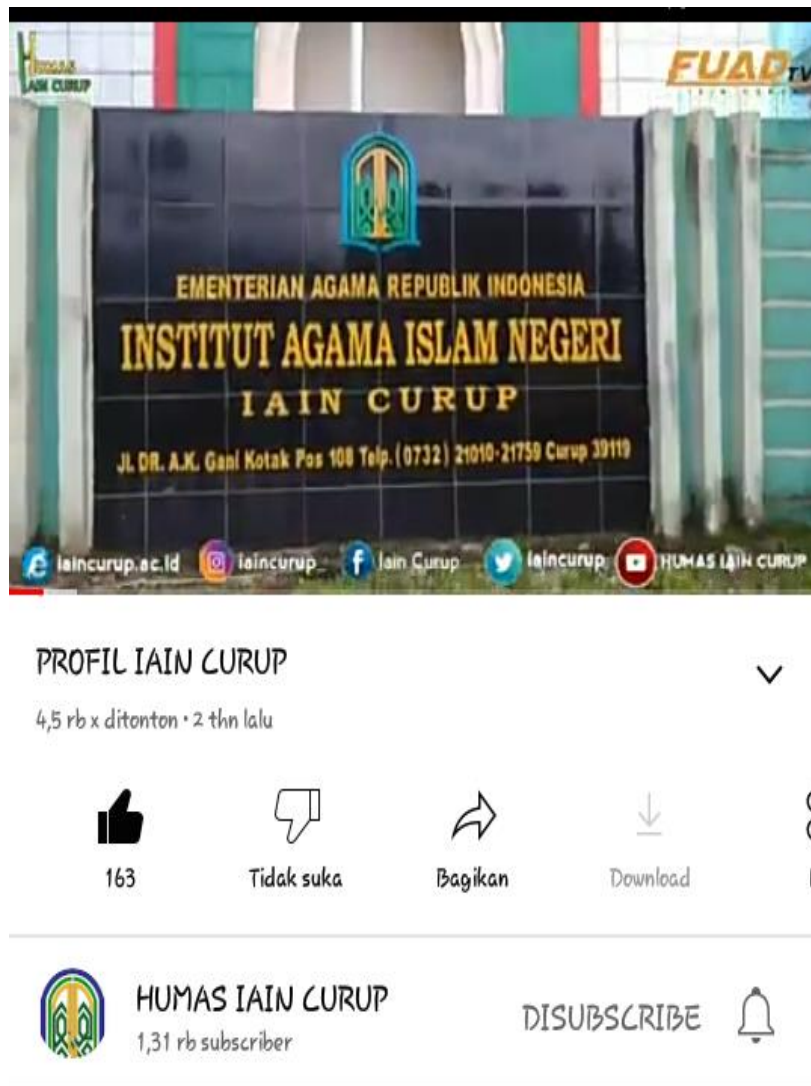 HUMAS
IAIN CURUP
FUAD TV
EMENTERIAN AGAMA REPUBLIK INDONESIA
INSTITUT AGAMA ISLAM NEGERI
IAIN CURUP
JL. DR. A.K. Gani Kotak Pos 108 Telp. (0732) 21010-21759 Curup 39119
iaincurup.ac.id iaincurup Iain Curup iaincurup HUMAS IAIN CURUP
PROFIL IAIN CURUP
4,5 rb x ditonton • 2 thn lalu
163 Tidak suka Bagikan Download
HUMAS IAIN CURUP
DISUBSCRIBE
1,31 rb subscriber